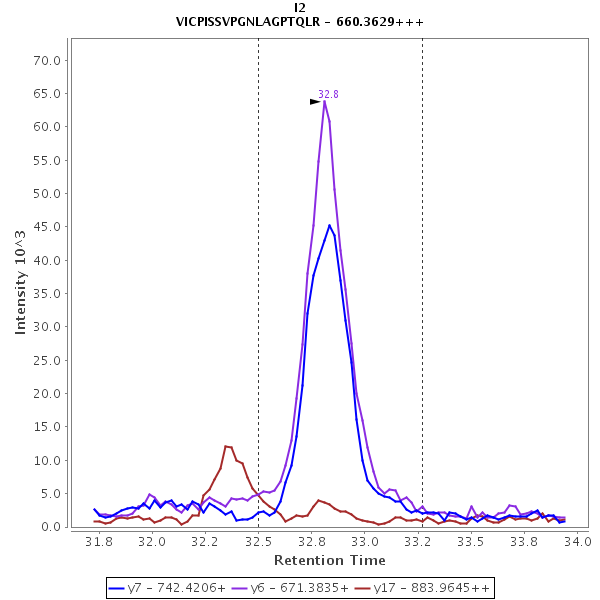 I2
VICPISSVPGNLAGPTQLR - 660.3629+++
70.0
65.0
60.0
55.0
50.0
45.0
40.0
35.0
30.0
25.0
20.0
15.0
10.0
5.0
0.0
Intensity 10^3
32.8
31.8 32.0 32.3 32.5 32.8 33.0 33.3 33.5 33.8 34.0
Retention Time
y7 - 742.4206+ y6 - 671.3835+ y17 - 883.9645++